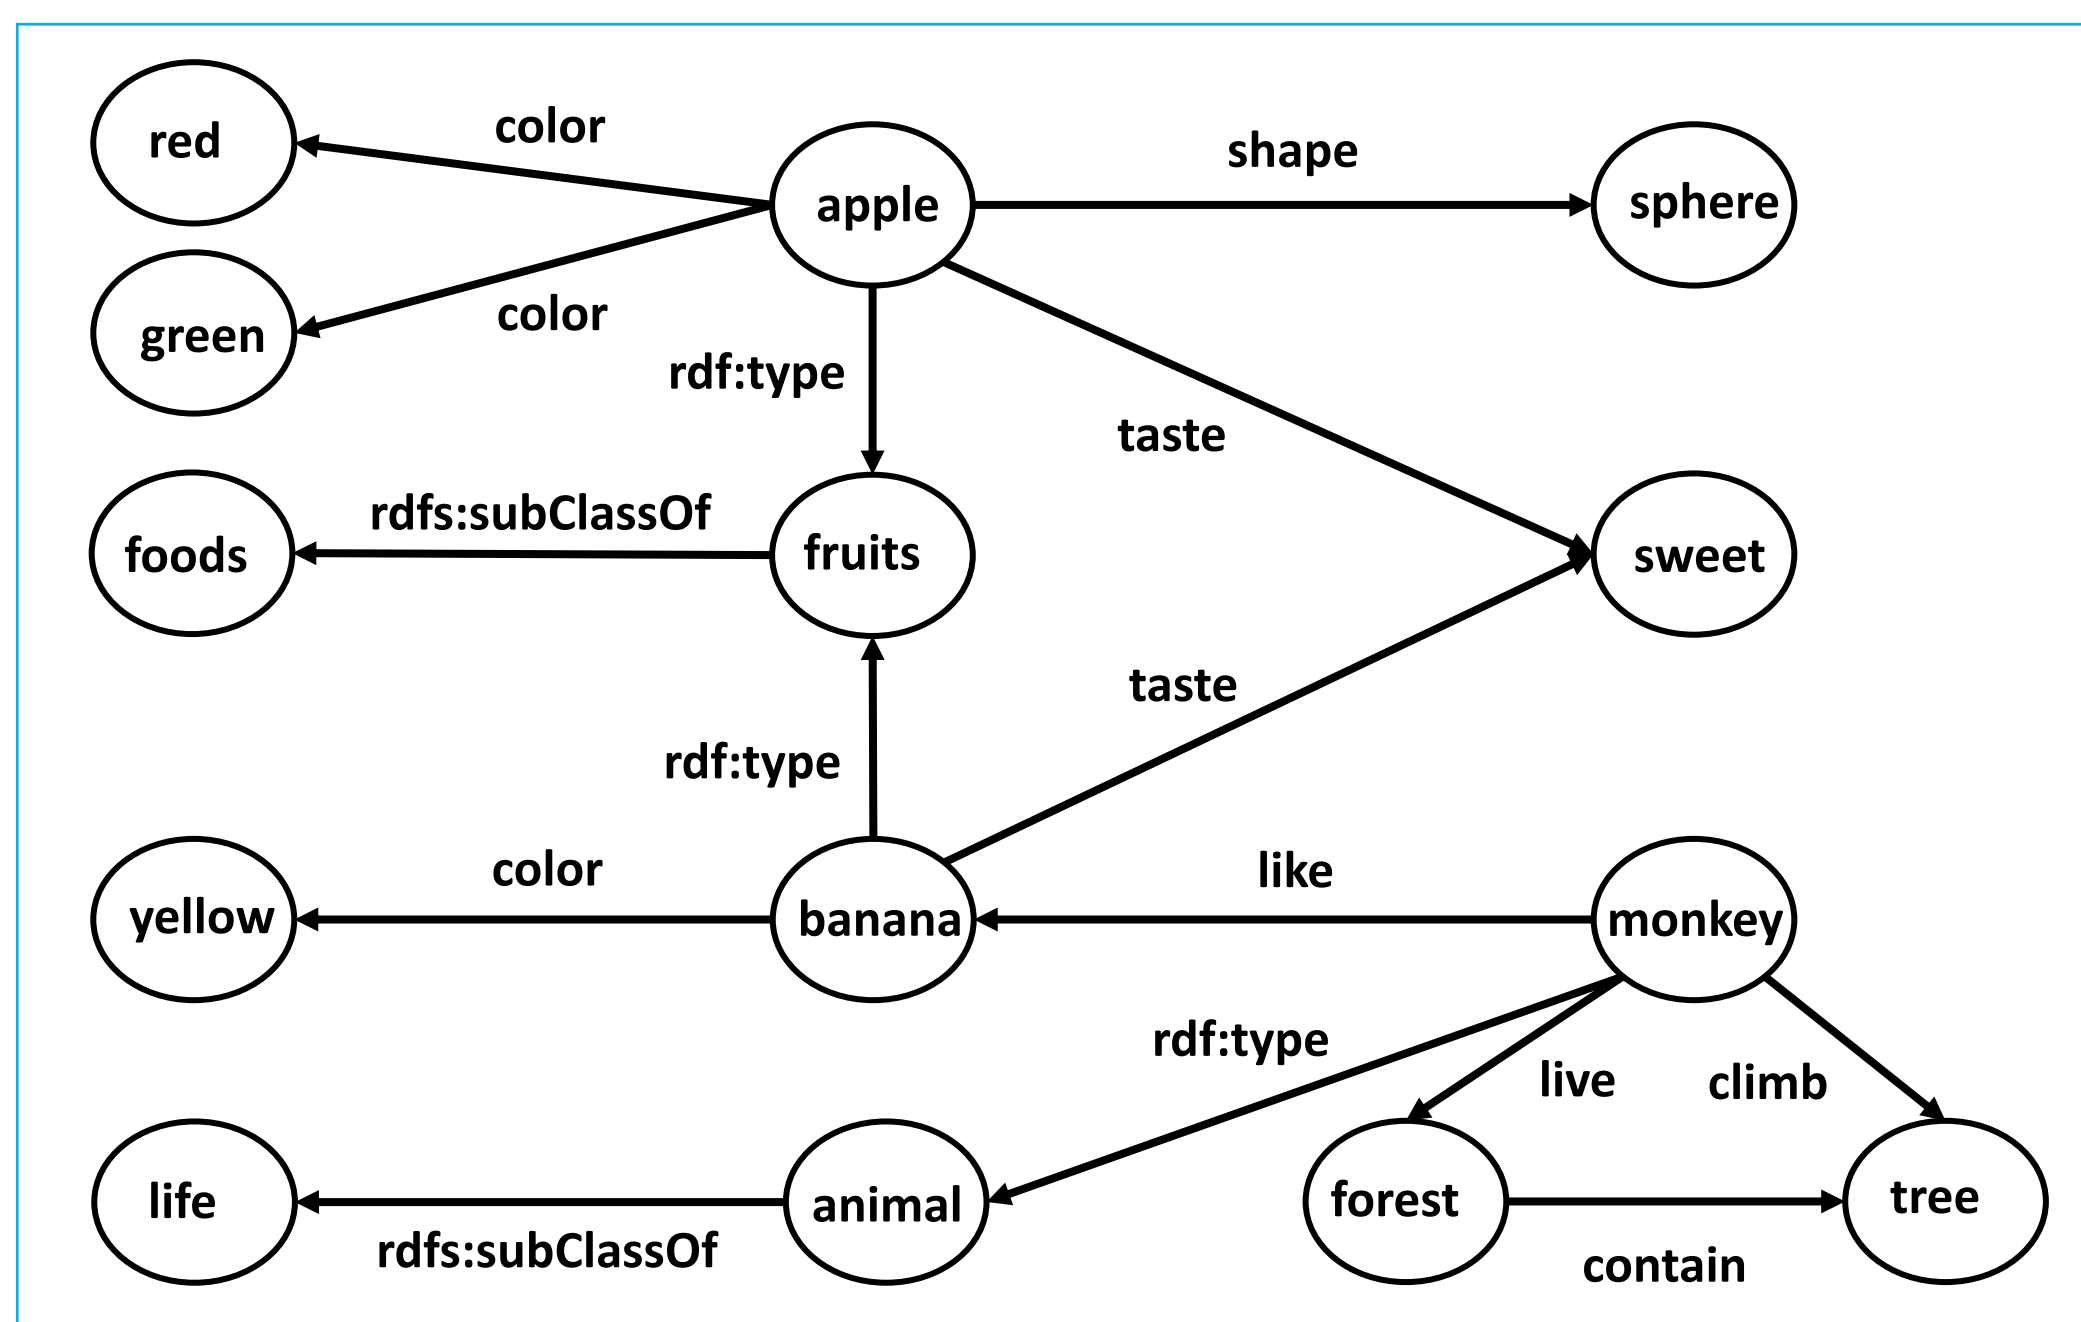 red
color
apple
shape
sphere
green
color
rdf:type
taste
foods
rdfs:subClassOf
fruits
sweet
taste
rdf:type
yellow
color
banana
like
monkey
rdf:type
live
climb
life
animal
forest
tree
rdfs:subClassOf
contain